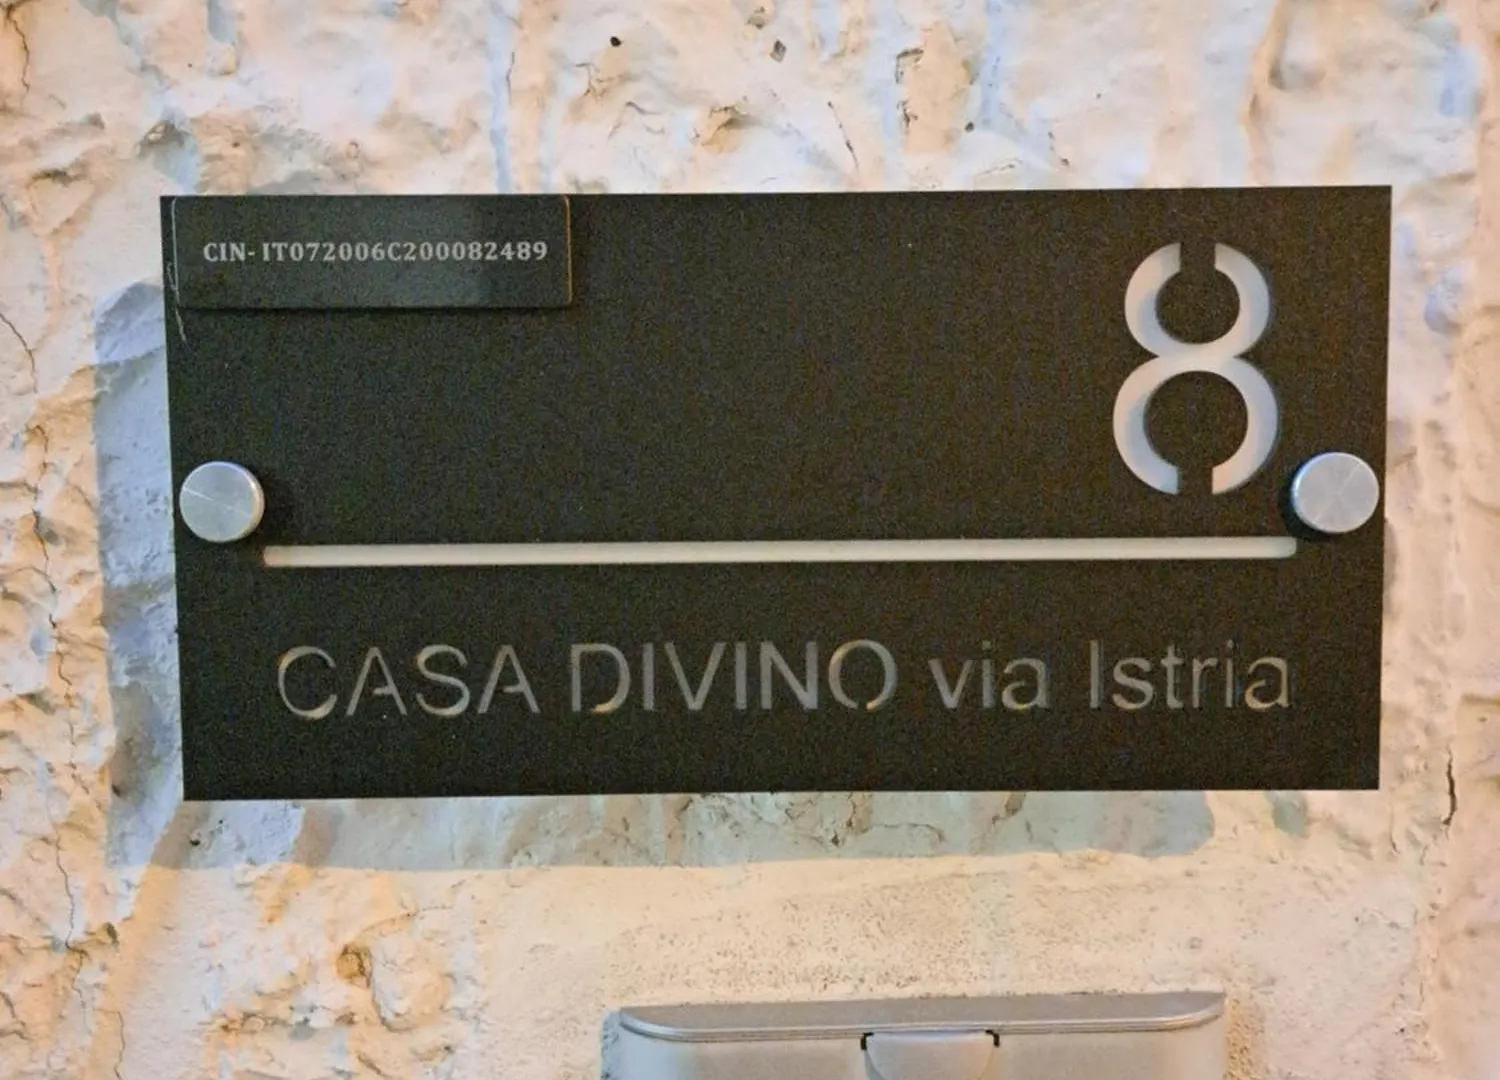 CIN- IT072006C200082489
8
CASA DIVINO via Istria